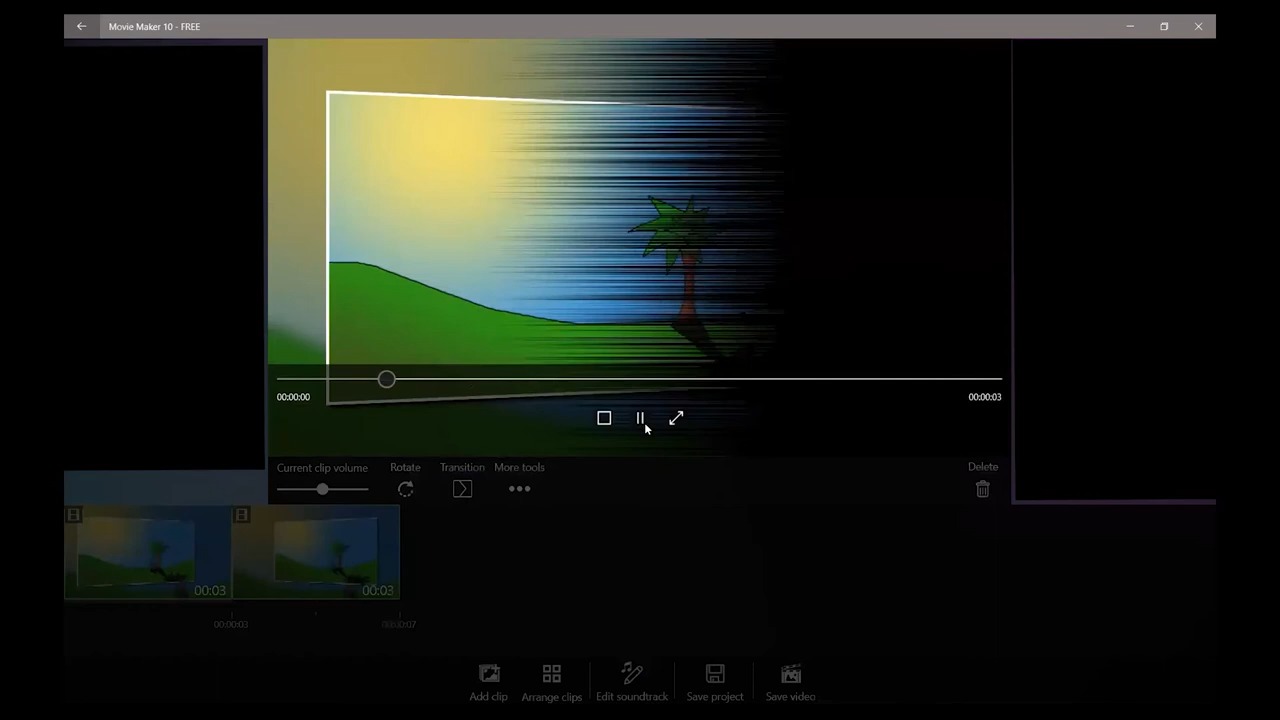 Movie Maker 10 - FREE
00:00:00
00:00:03
Current clip volume
Rotate
Transition
More tools
Delete
00:03
00:03
00:00:03
00:00:07
Add clip
Arrange clips
Edit soundtrack
Save project
Save video